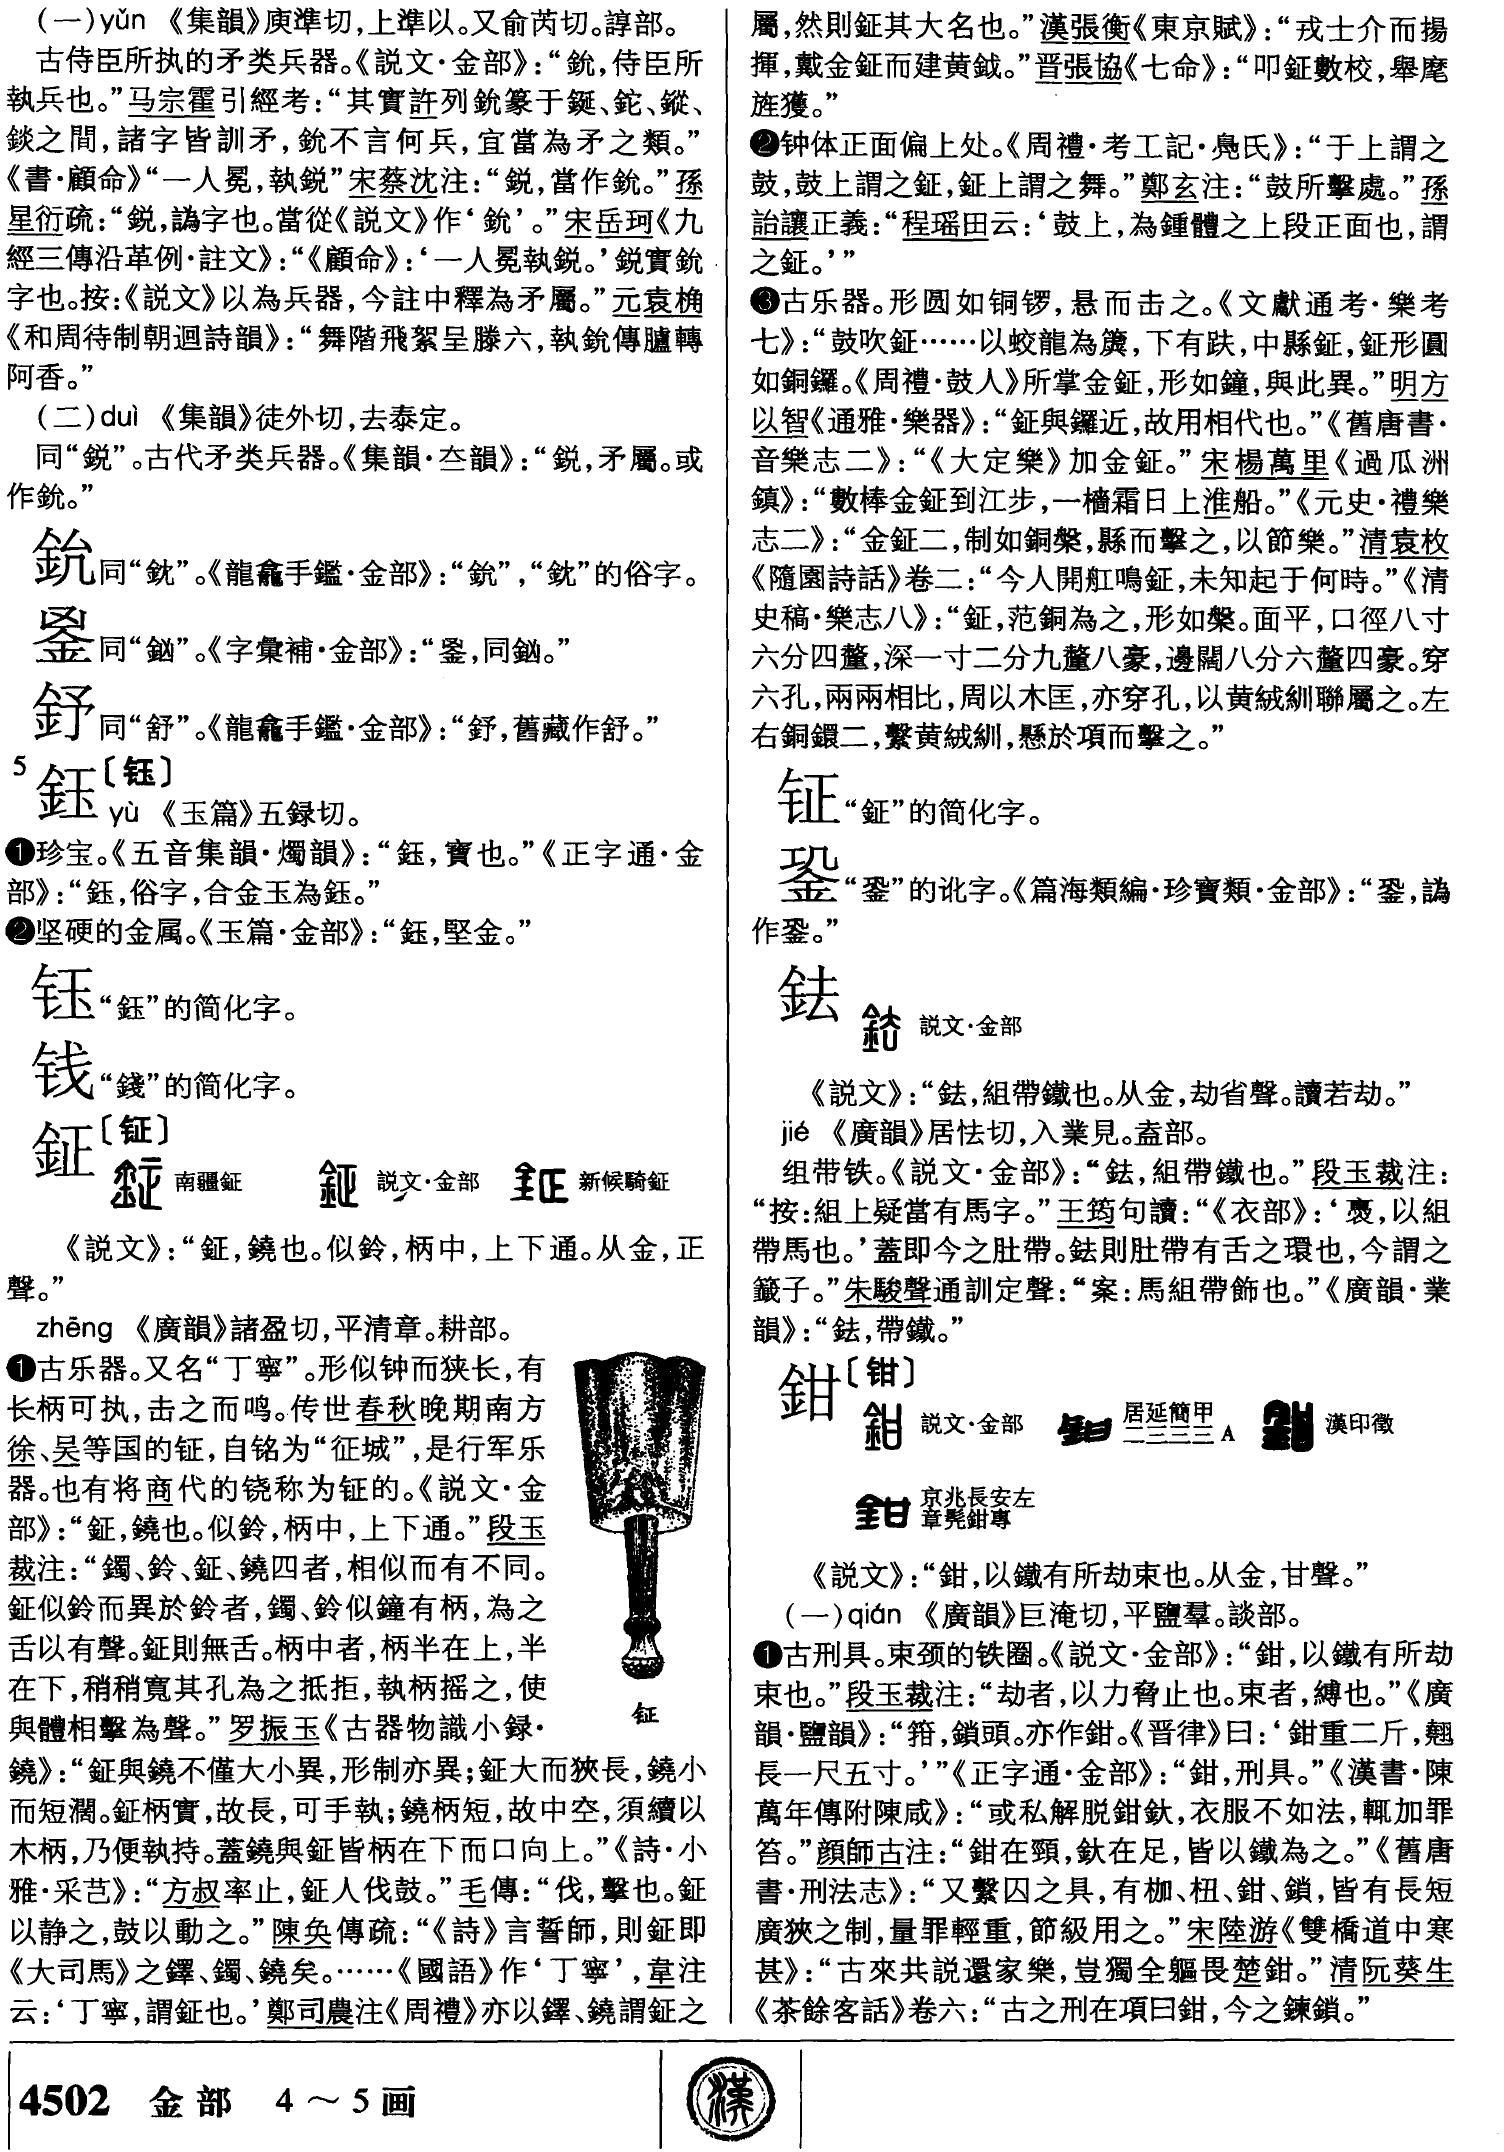 (一)yǔn 《集韻》庾準切，上準以。又俞芮切。諄部。
古侍臣所执的矛类兵器。《説文·金部》：“鈗，侍臣所
執兵也。”马宗霍引經考：“其實許列鈗篆于鋋、鉈、鏦、
錟之間，諸字皆訓矛，鈗不言何兵，宜當為矛之類。”
《書·顧命》“一人冕，執鋭”宋蔡沈注：“鋭，當作鈗。”孫
星衍疏：“鋭，譌字也。當從《説文》作‘鈗’。”宋岳珂《九
經三傳沿革例·註文》：“《顧命》：‘一人冕執鋭。’鋭實鈗
字也。按：《説文》以為兵器，今註中釋為矛屬。”元袁桷
《和周待制朝迴詩韻》：“舞階飛絮呈滕六，執鈗傳臚轉
阿香。”
(二)duì 《集韻》徒外切，去泰定。
同“鋭”。古代矛类兵器。《集韻·夳韻》：“鋭，矛屬。或
作鈗。”
同“鈂”。《龍龕手鑑·金部》：“，“鈂”的俗字。
同“”。《字彙補·金部》：“，同。”
鈬同“舒”。《龍龕手鑑·金部》：“，舊藏作舒。”
5
鈺〔钰〕
yù 《玉篇》五録切。
❶珍宝。《五音集韻·燭韻》：“鈺，寶也。”《正字通·金
部》：“鈺，俗字，合金玉為鈺。”
❷坚硬的金属。《玉篇·金部》：“鈺，堅金。”
钰“鈺”的简化字。
钱“錢”的简化字。
鉦〔钲〕
南疆鉦 説文·金部 新候騎鉦
《説文》：“鉦，鐃也。似鈴，柄中，上下通。从金，正
聲。”
zhēng 《廣韻》諸盈切，平清章。耕部。
❶古乐器。又名“丁寧”。形似钟而狭长，有
长柄可执，击之而鸣。传世春秋晚期南方
徐、吴等国的钲，自铭为“征城”，是行军乐
器。也有将商代的铙称为钲的。《説文·金
部》：“鉦，鐃也。似鈴，柄中，上下通。”段玉
裁注：“鐲、鈴、鉦、鐃四者，相似而有不同。
鉦似鈴而異於鈴者，鐲、鈴似鐘有柄，為之
舌以有聲。鉦則無舌。柄中者，柄半在上，半
在下，稍稍寬其孔為之抵拒，執柄摇之，使
與體相擊為聲。”罗振玉《古器物識小録·
鐃》：“鉦與鐃不僅大小異，形制亦異；鉦大而狹長，鐃小
而短濶。鉦柄實，故長，可手執；鐃柄短，故中空，須續以
木柄，乃便執持。蓋鐃與鉦皆柄在下而口向上。”《詩·小
雅·采芑》：“方叔率止，鉦人伐鼓。”毛傳：“伐，擊也。鉦
以静之，鼓以動之。”陳奂傳疏：“《詩》言誓師，則鉦即
《大司馬》之鐸、鐲、鐃矣。……《國語》作‘丁寧’，韋注
云：‘丁寧，謂鉦也。’鄭司農注《周禮》亦以鐸、鐃謂鉦之
钲
屬，然則鉦其大名也。”漢張衡《東京賦》：“戎士介而揚
揮，戴金鉦而建黄鉞。”晋張協《七命》：“叩鉦數校，舉麾
旌獲。”
❷钟体正面偏上处。《周禮·考工記·鳧氏》：“于上謂之
鼓，鼓上謂之鉦，鉦上謂之舞。”鄭玄注：“鼓所擊處。”孫
詒讓正義：“程瑶田云：‘鼓上，為鍾體之上段正面也，謂
之鉦。’”
❸古乐器。形圆如铜锣，悬而击之。《文獻通考·樂考
七》：“鼓吹鉦……以蛟龍為簴，下有趺，中縣鉦，鉦形圓
如銅鑼。《周禮·鼓人》所掌金鉦，形如鐘，與此異。”明方
以智《通雅·樂器》：“鉦與鑼近，故用相代也。”《舊唐書·
音樂志二》：“《大定樂》加金鉦。”宋楊萬里《過瓜洲
鎮》：“數棒金鉦到江步，一檣霜日上淮船。”《元史·禮樂
志二》：“金鉦二，制如銅槃，縣而擊之，以節樂。”清袁枚
《隨園詩話》卷二：“今人開舡鳴鉦，未知起于何時。”《清
史稿·樂志八》：“鉦，范銅為之，形如槃。面平，口徑八寸
六分四釐，深一寸二分九釐八豪，邊闊八分六釐四豪。穿
六孔，兩兩相比，周以木匡，亦穿孔，以黄絨紃聯屬之。左
右銅鐶二，繫黄絨紃，懸於項而擊之。”
钲“鉦”的简化字。
“”的讹字。《篇海類編·珍寶類·金部》：“，譌
作。”
鉣 説文·金部
《説文》：“鉣，組帶鐵也。从金，劫省聲。讀若劫。”
jié 《廣韻》居怯切，入業見。盍部。
组带铁。《説文·金部》：“鉣，組帶鐵也。”段玉裁注：
“按：組上疑當有馬字。”王筠句讀：“《衣部》：‘褭，以組
帶馬也。’蓋即今之肚帶。鉣則肚帶有舌之環也，今謂之
籤子。”朱駿聲通訓定聲：“案：馬組帶飾也。”《廣韻·業
韻》：“鉣，帶鐵。”
鉗〔钳〕
説文·金部 居延簡甲二三三三A 漢印徵
京兆長安左
章髡鉗專
《説文》：“鉗，以鐵有所劫束也。从金，甘聲。”
(一)qián 《廣韻》巨淹切，平鹽羣。談部。
❶古刑具。束颈的铁圈。《説文·金部》：“鉗，以鐵有所劫
束也。”段玉裁注：“劫者，以力脅止也。束者，縛也。”《廣
韻·鹽韻》：“箝，鎖頭。亦作鉗。《晋律》曰：‘鉗重二斤，翹
長一尺五寸。’”《正字通·金部》：“鉗，刑具。”《漢書·陳
萬年傳附陳咸》：“或私解脱鉗釱，衣服不如法，輒加罪
笞。”顔師古注：“鉗在頸，釱在足，皆以鐵為之。”《舊唐
書·刑法志》：“又繫囚之具，有枷、杻、鉗、鎖，皆有長短
廣狹之制，量罪輕重，節級用之。”宋陸游《雙橋道中寒
甚》：“古來共説還家樂，豈獨全軀畏楚鉗。”清阮葵生
《茶餘客話》卷六：“古之刑在項曰鉗，今之鍊鎖。”
4502 金部 4～5画
漢